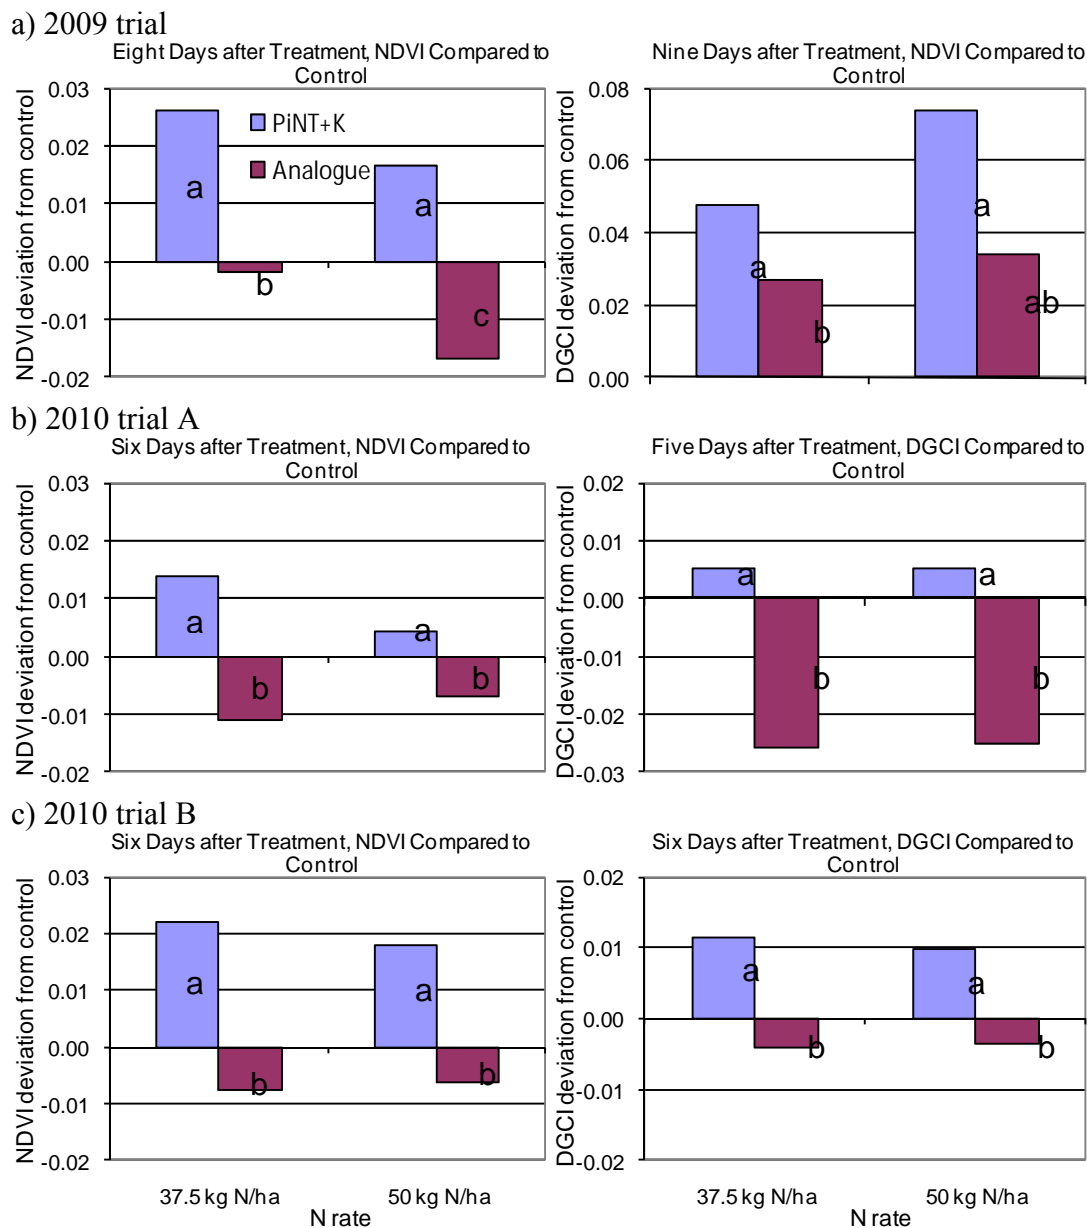 a) 2009 trial
Eight Days after Treatment, NDVI Compared to
Control
NDVI deviation from control
0.03
0.02
0.01
0.00
-0.01
-0.02
PiNT+K
Analogue
a
b
a
c
Nine Days after Treatment, NDVI Compared to
Control
DGCI deviation from control
0.08
0.06
0.04
0.02
0.00
a
b
a
ab
b) 2010 trial A
Six Days after Treatment, NDVI Compared to
Control
NDVI deviation from control
0.03
0.02
0.01
0.00
-0.01
-0.02
a
b
a
b
Five Days after Treatment, DGCI Compared to
Control
DGCI deviation from control
0.02
0.01
0.00
-0.01
-0.02
-0.03
a
b
a
b
c) 2010 trial B
Six Days after Treatment, NDVI Compared to
Control
NDVI deviation from control
0.03
0.02
0.01
0.00
-0.01
-0.02
a
b
a
b
37.5 kg N/ha
50 kg N/ha
N rate
Six Days after Treatment, DGCI Compared to
Control
DGCI deviation from control
0.02
0.01
0.00
-0.01
-0.02
a
b
a
b
37.5 kg N/ha
50 kg N/ha
N rate